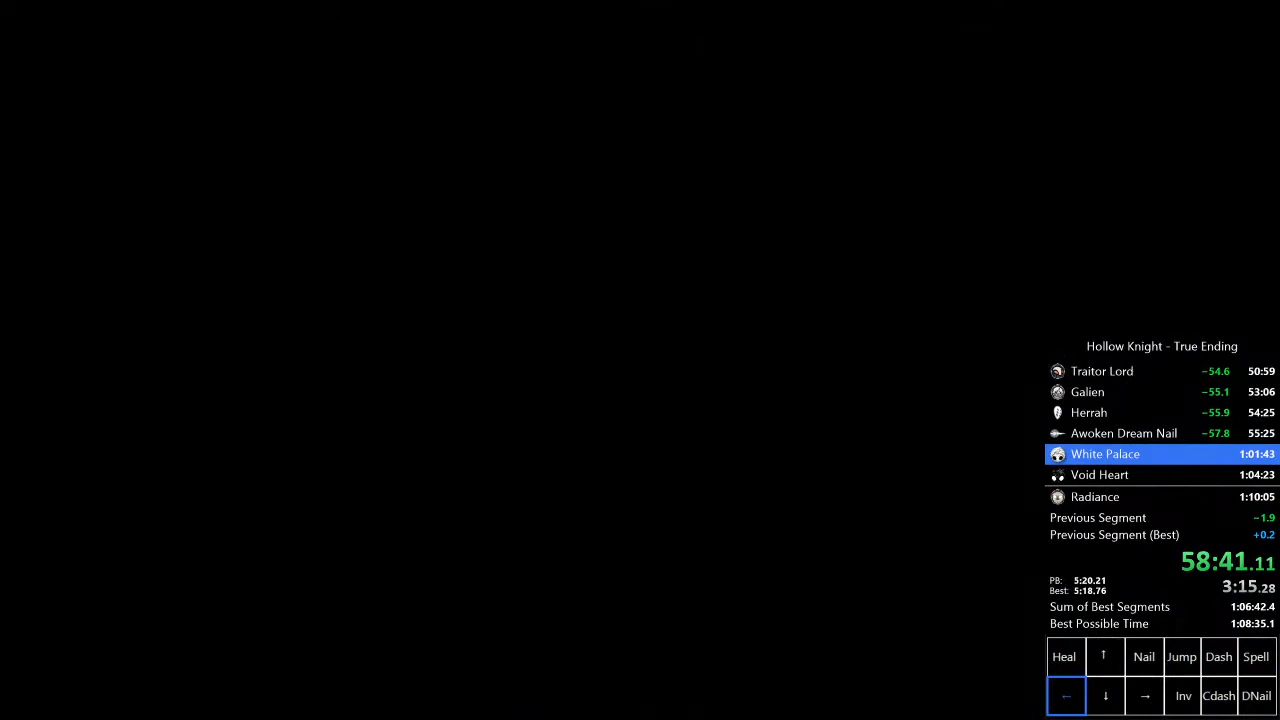 Hollow Knight - True Ending
Traitor Lord −54.6 50:59
Galien −55.1 53:06
Herrah −55.9 54:25
Awoken Dream Nail −57.8 55:25
White Palace 1:01:43
Void Heart 1:04:23
Radiance 1:10:05
Previous Segment −1.9
Previous Segment (Best) +0.2
58:41.11
PB: 5:20.21
Best: 5:18.76
3:15.28
Sum of Best Segments 1:06:42.4
Best Possible Time 1:08:35.1
Heal ↑ Nail Jump Dash Spell
← ↓ → Inv Cdash DNail